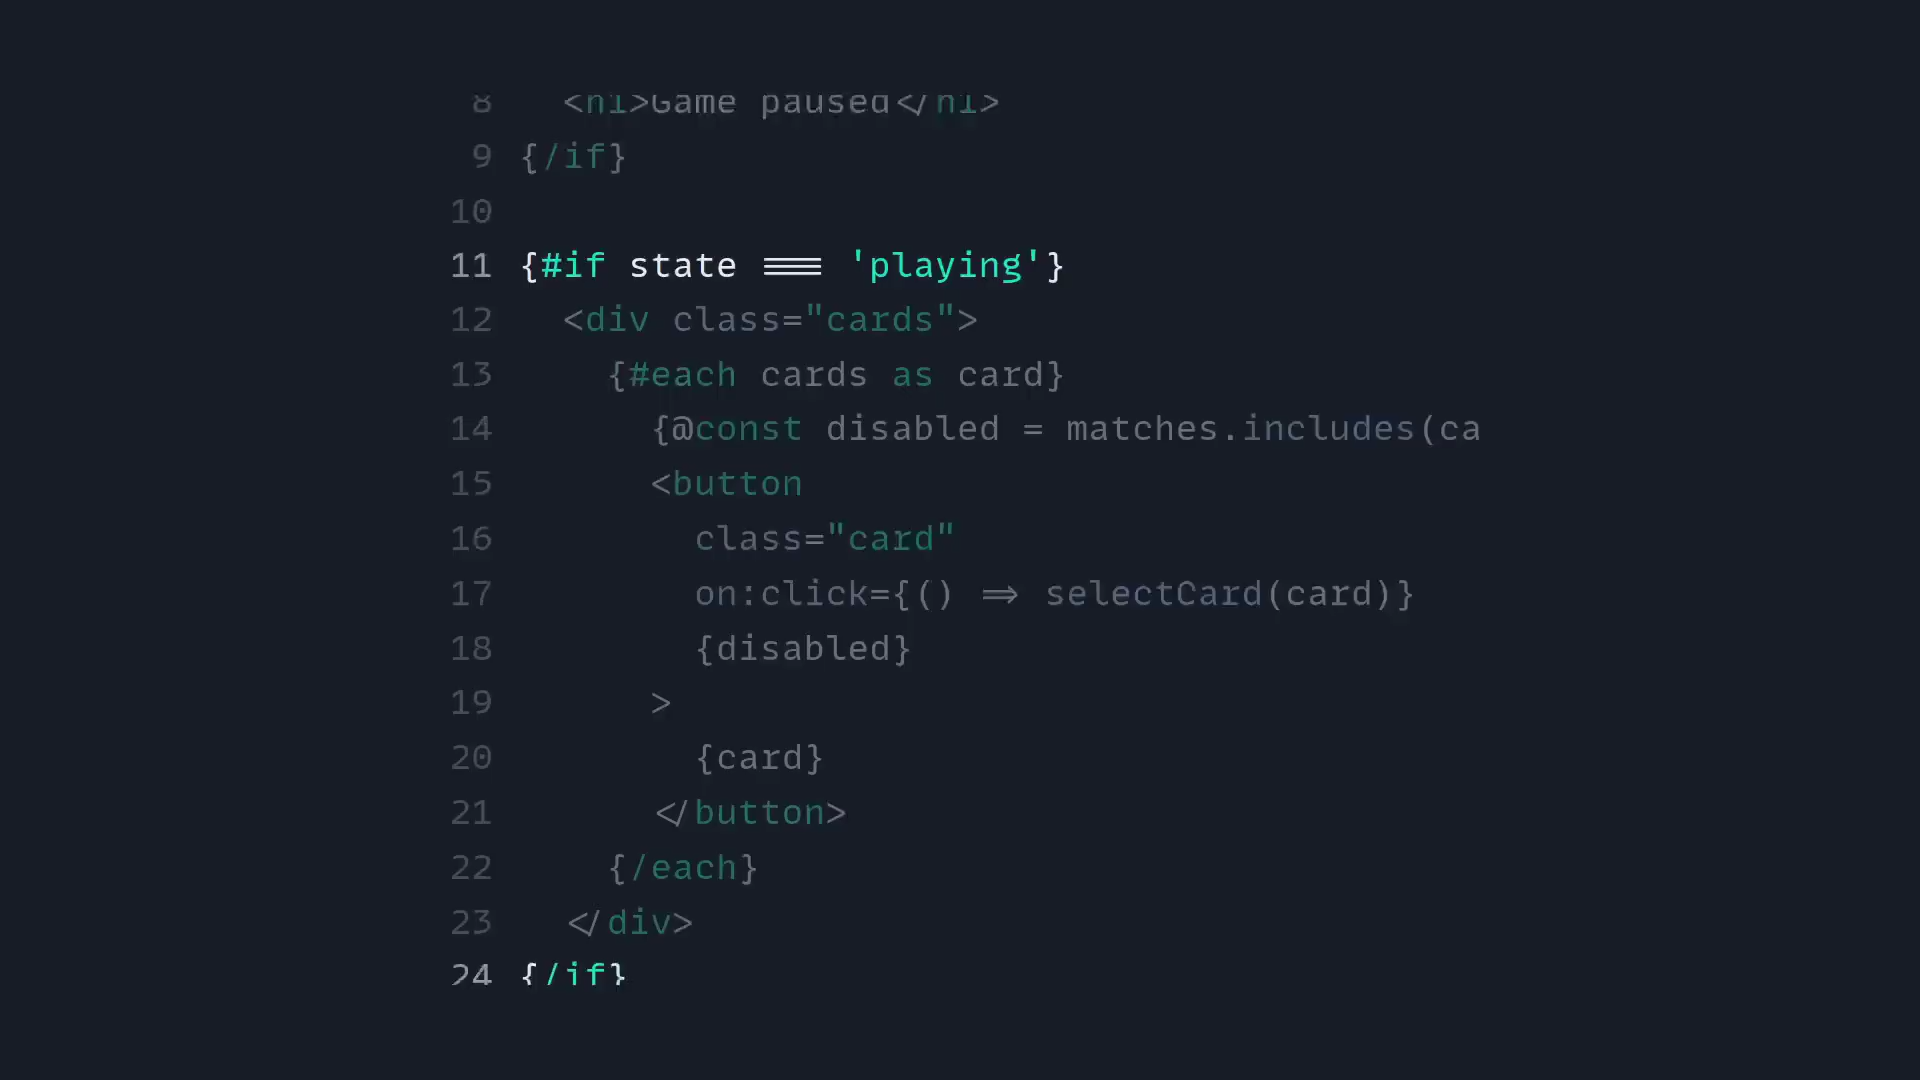 8   <h1>Game paused</h1>
9 {/if}
10
11 {#if state === 'playing'}
12   <div class="cards">
13     {#each cards as card}
14       {@const disabled = matches.includes(ca
15       <button
16         class="card"
17         on:click={() => selectCard(card)}
18         {disabled}
19       >
20         {card}
21       </button>
22     {/each}
23   </div>
24 {/if}